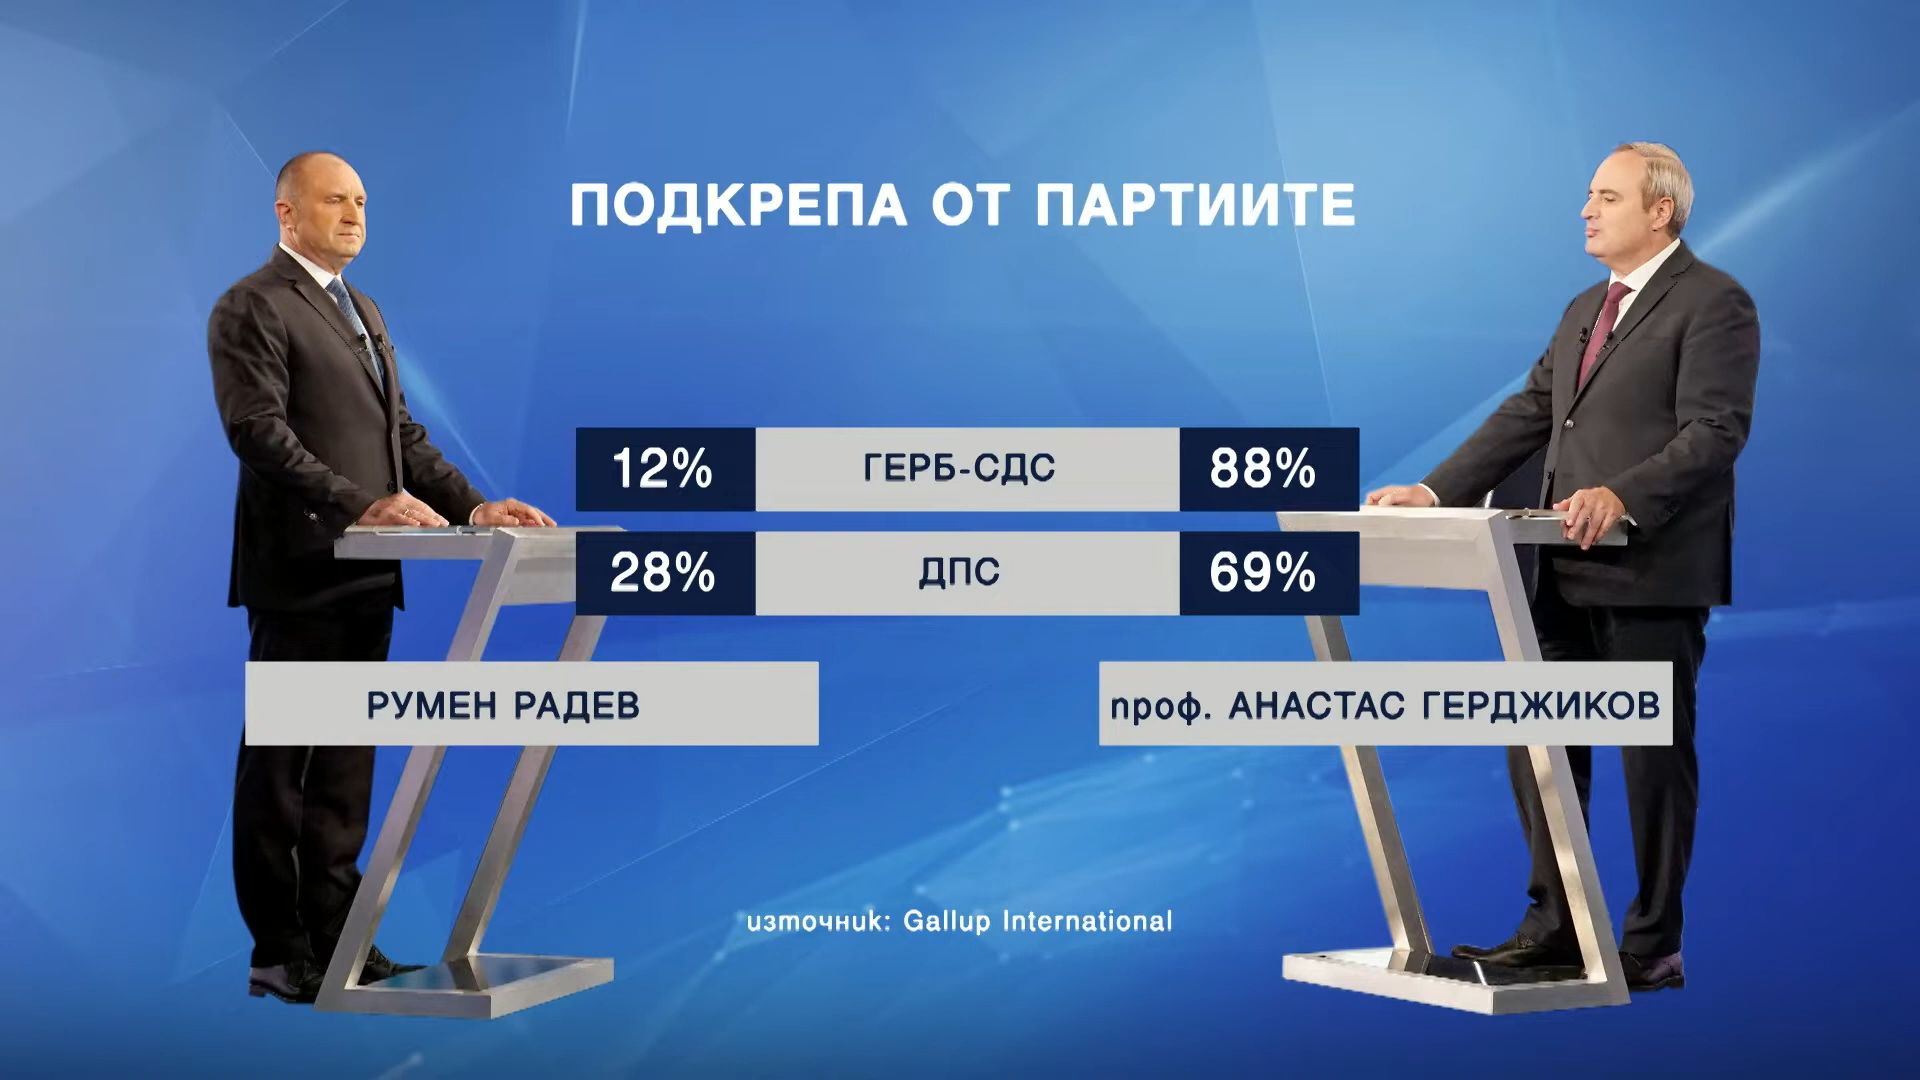 ПОДКРЕПА ОТ ПАРТИИТЕ
12% ГЕРБ-СДС 88%
28% ДПС 69%
РУМЕН РАДЕВ
проф. АНАСТАС ГЕРДЖИКОВ
източник: Gallup International